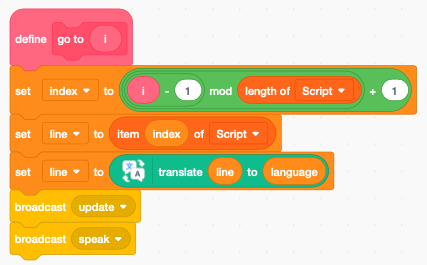 define go to i
set index to i - 1 mod length of Script + 1
set line to item index of Script
set line to translate line to language
broadcast update
broadcast speak